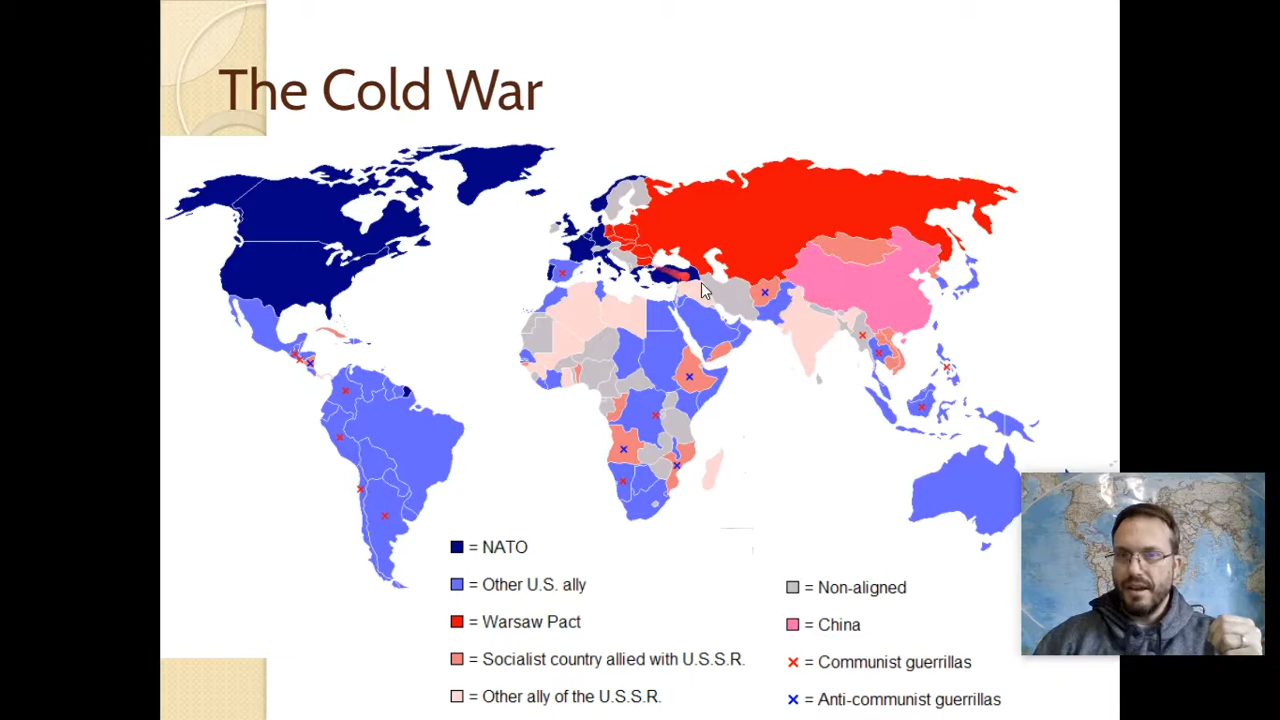 The Cold War
= NATO
= Other U.S. ally
= Warsaw Pact
= Socialist country allied with U.S.S.R.
= Other ally of the U.S.S.R.
= Non-aligned
= China
= Communist guerrillas
= Anti-communist guerrillas